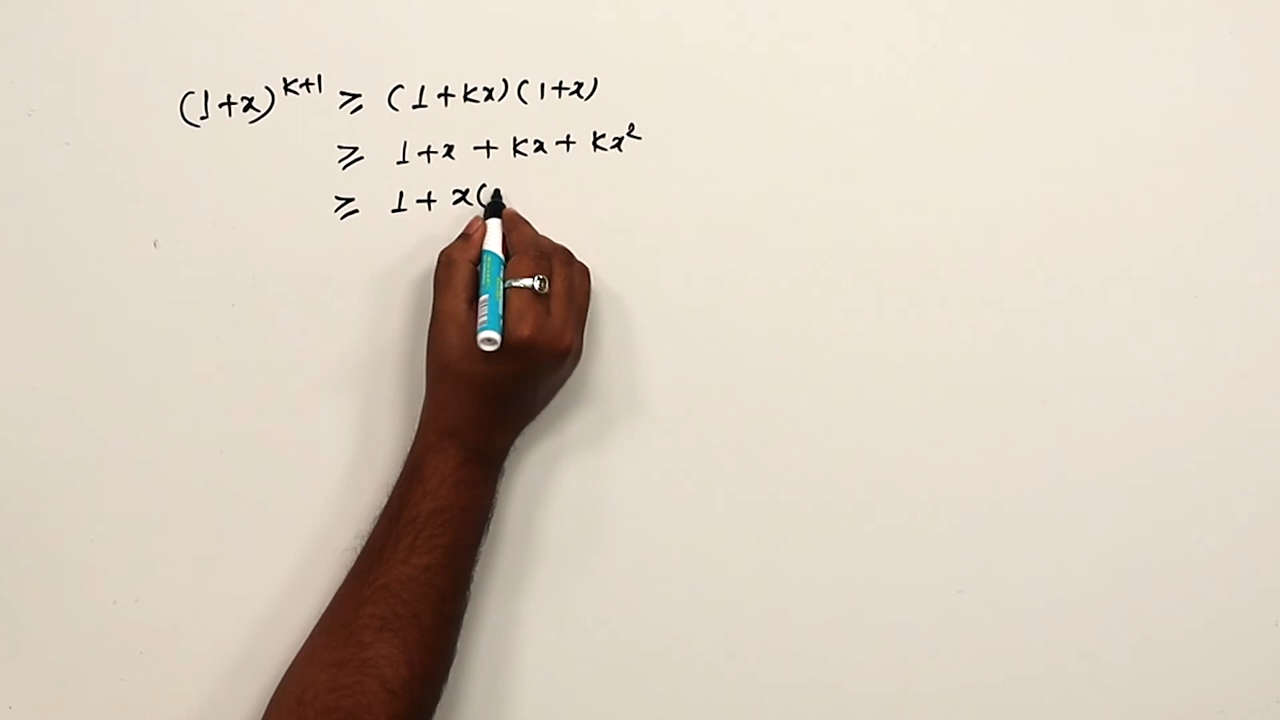 (1+x)^{k+1} ⩾ (1+kx)(1+x)
⩾ 1+x + kx + kx²
⩾ 1+ x(